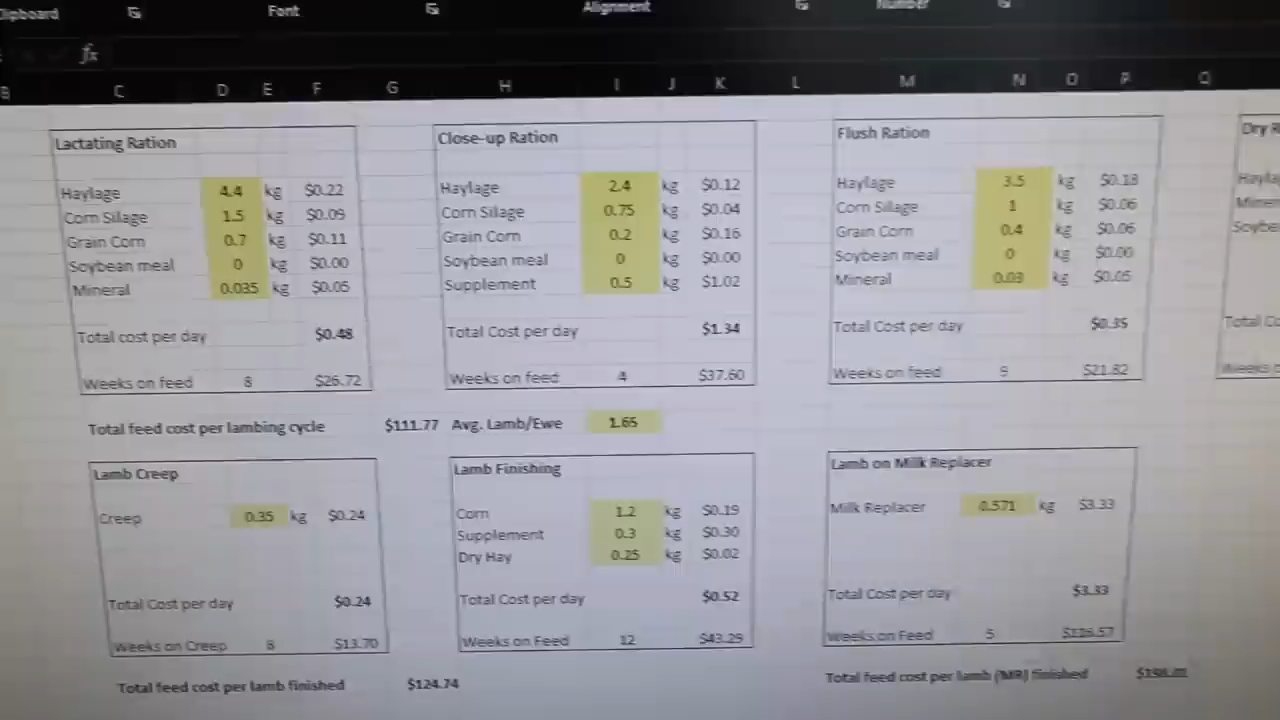 Clipboard Font Alignment Number
fx
B C D E F G H I J K L M N O P Q
Lactating Ration
Haylage 4.4 kg $0.22
Corn Silage 1.5 kg $0.09
Grain Corn 0.7 kg $0.11
Soybean meal 0 kg $0.00
Mineral 0.035 kg $0.05
Total cost per day $0.48
Weeks on feed 8 $26.72
Close-up Ration
Haylage 2.4 kg $0.12
Corn Silage 0.75 kg $0.04
Grain Corn 0.2 kg $0.16
Soybean meal 0 kg $0.00
Supplement 0.5 kg $1.02
Total Cost per day $1.34
Weeks on feed 4 $37.60
Flush Ration
Haylage 3.5 kg $0.18
Corn Silage 1 kg $0.06
Grain Corn 0.4 kg $0.06
Soybean meal 0 kg $0.00
Mineral 0.03 kg $0.05
Total Cost per day $0.35
Weeks on feed 9 $21.82
Dry
Total
Total feed cost per lambing cycle $111.77 Avg. Lamb/Ewe 1.65
Lamb Creep
Creep 0.35 kg $0.24
Total Cost per day $0.24
Weeks on Creep 8 $13.70
Lamb Finishing
Corn 1.2 kg $0.19
Supplement 0.3 kg $0.30
Dry Hay 0.25 kg $0.02
Total Cost per day $0.52
Weeks on Feed 12 $43.29
Lamb on Milk Replacer
Milk Replacer 0.571 kg $3.33
Total Cost per day $3.33
Weeks on Feed 5 $116.57
Total feed cost per lamb finished $124.74
Total feed cost per lamb (MR) finished